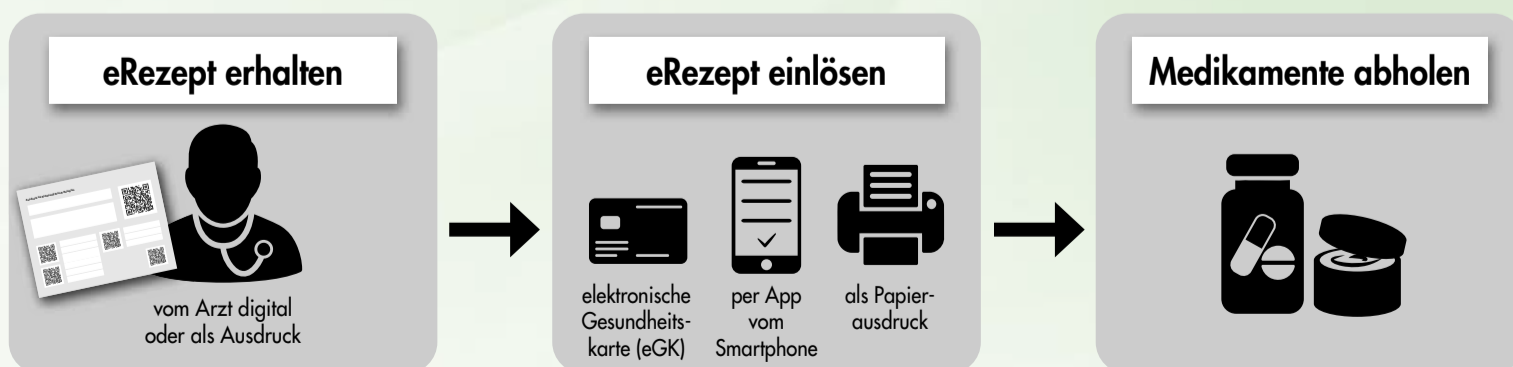 eRezept erhalten
vom Arzt digital
oder als Ausdruck
eRezept einlösen
elektronische
Gesundheits-
karte (eGK)
per App
vom
Smartphone
als Papier-
ausdruck
Medikamente abholen